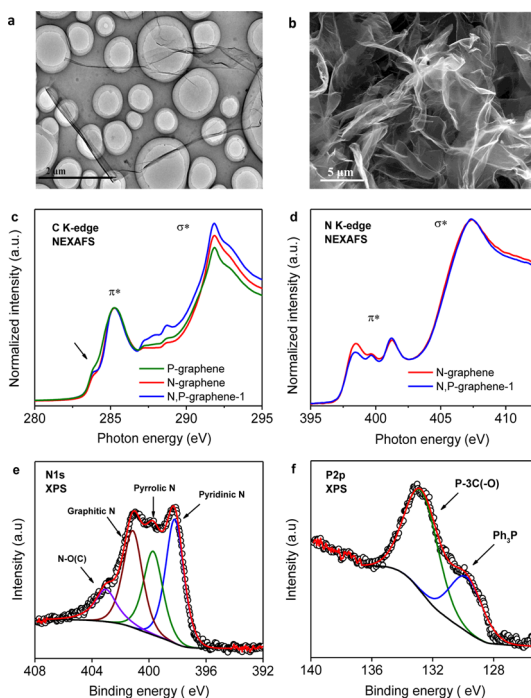 a
2 μm
b
5 μm
c
C K-edge
NEXAFS
σ*
π*
P-graphene
N-graphene
N,P-graphene-1
Normalized intensity (a.u.)
280 285 290 295
Photon energy (eV)
d
N K-edge
NEXAFS
σ*
π*
N-graphene
N,P-graphene-1
Normalized intensity (a.u.)
395 400 405 410
Photon energy (eV)
e
N1s
XPS
Pyrrolic N
Graphitic N
Pyridinic N
N-O(C)
Intensity (a.u)
408 404 400 396 392
Binding energy ( eV)
f
P2p
XPS
P-3C(-O)
Ph3P
Intensity (a.u.)
140 136 132 128
Binding energy ( eV)